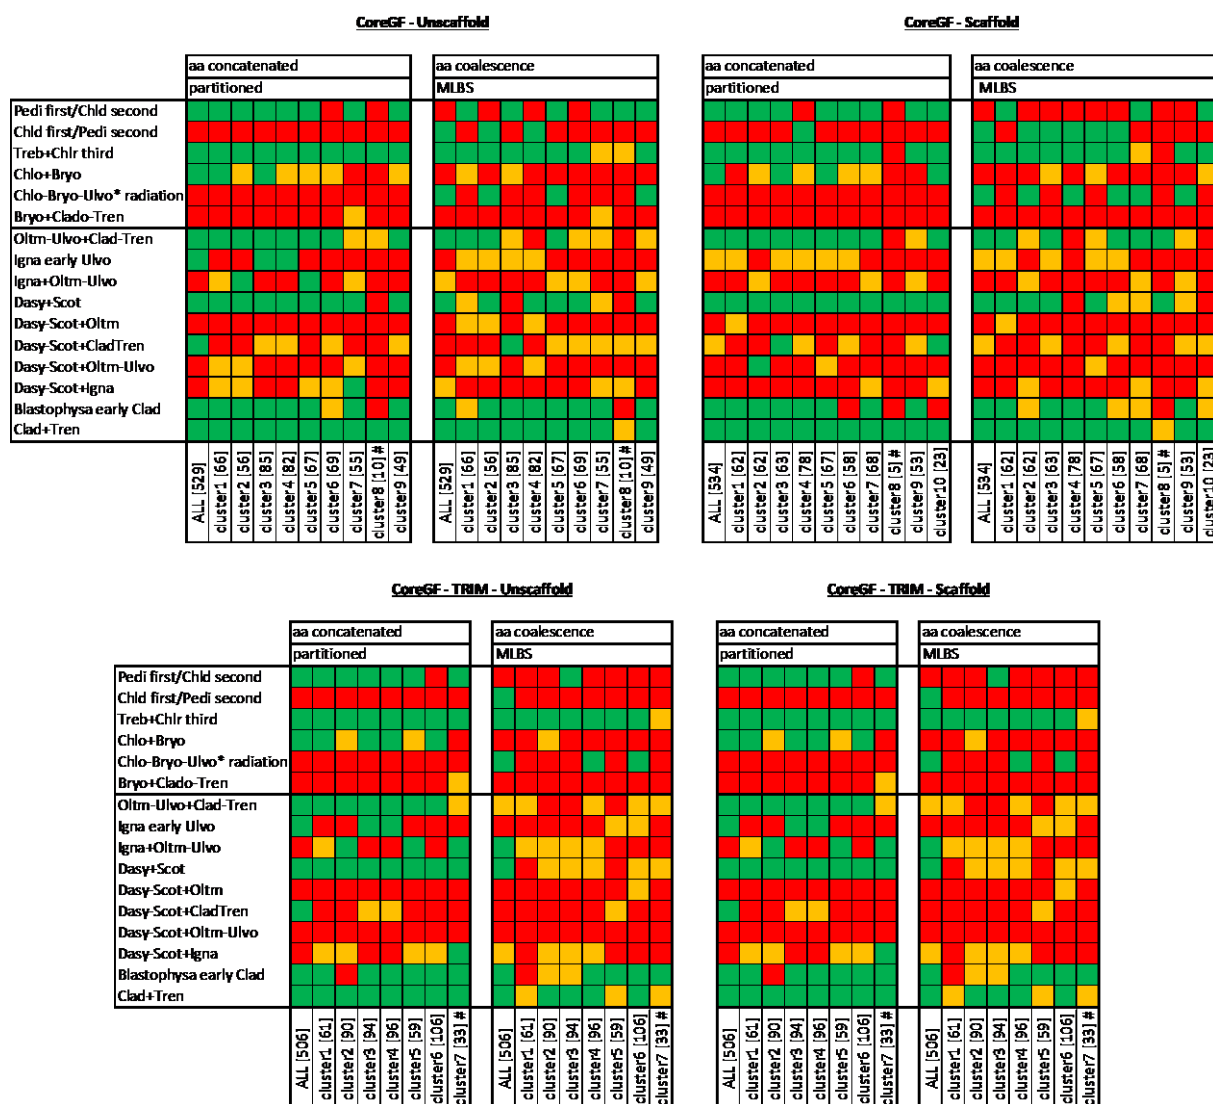 CoreGF - Unscaffold
CoreGF - Scaffold
aa concatenated
aa coalescence
aa concatenated
aa coalescence
partitioned
MLBS
partitioned
MLBS
Pedi first/Chld second
Chld first/Pedi second
Treb+Chlr third
Chlo+Bryo
Chlo-Bryo-Ulvo* radiation
Bryo+Clado-Tren
Oltm-Ulvo+Clad-Tren
Igna early Ulvo
Igna+Oltm-Ulvo
Dasy+Scot
Dasy-Scot+Oltm
Dasy-Scot+CladTren
Dasy-Scot+Oltm-Ulvo
Dasy-Scot+Igna
Blastophysa early Clad
Clad+Tren
ALL [529]
cluster1 [66]
cluster2 [56]
cluster3 [85]
cluster4 [82]
cluster5 [67]
cluster6 [69]
cluster7 [55]
cluster8 [10] #
cluster9 [49]
ALL [529]
cluster1 [66]
cluster2 [56]
cluster3 [85]
cluster4 [82]
cluster5 [67]
cluster6 [69]
cluster7 [55]
cluster8 [10] #
cluster9 [49]
ALL [534]
cluster1 [62]
cluster2 [62]
cluster3 [63]
cluster4 [78]
cluster5 [67]
cluster6 [58]
cluster7 [68]
cluster8 [5] #
cluster9 [53]
cluster10 [23]
ALL [534]
cluster1 [62]
cluster2 [62]
cluster3 [63]
cluster4 [78]
cluster5 [67]
cluster6 [58]
cluster7 [68]
cluster8 [5] #
cluster9 [53]
cluster10 [23]
CoreGF - TRIM - Unscaffold
CoreGF - TRIM - Scaffold
aa concatenated
aa coalescence
aa concatenated
aa coalescence
partitioned
MLBS
partitioned
MLBS
Pedi first/Chld second
Chld first/Pedi second
Treb+Chlr third
Chlo+Bryo
Chlo-Bryo-Ulvo* radiation
Bryo+Clado-Tren
Oltm-Ulvo+Clad-Tren
Igna early Ulvo
Igna+Oltm-Ulvo
Dasy+Scot
Dasy-Scot+Oltm
Dasy-Scot+CladTren
Dasy-Scot+Oltm-Ulvo
Dasy-Scot+Igna
Blastophysa early Clad
Clad+Tren
ALL [506]
cluster1 [61]
cluster2 [90]
cluster3 [94]
cluster4 [96]
cluster5 [59]
cluster6 [106]
cluster7 [33] #
ALL [506]
cluster1 [61]
cluster2 [90]
cluster3 [94]
cluster4 [96]
cluster5 [59]
cluster6 [106]
cluster7 [33] #
ALL [506]
cluster1 [61]
cluster2 [90]
cluster3 [94]
cluster4 [96]
cluster5 [59]
cluster6 [106]
cluster7 [33] #
ALL [506]
cluster1 [61]
cluster2 [90]
cluster3 [94]
cluster4 [96]
cluster5 [59]
cluster6 [106]
cluster7 [33] #